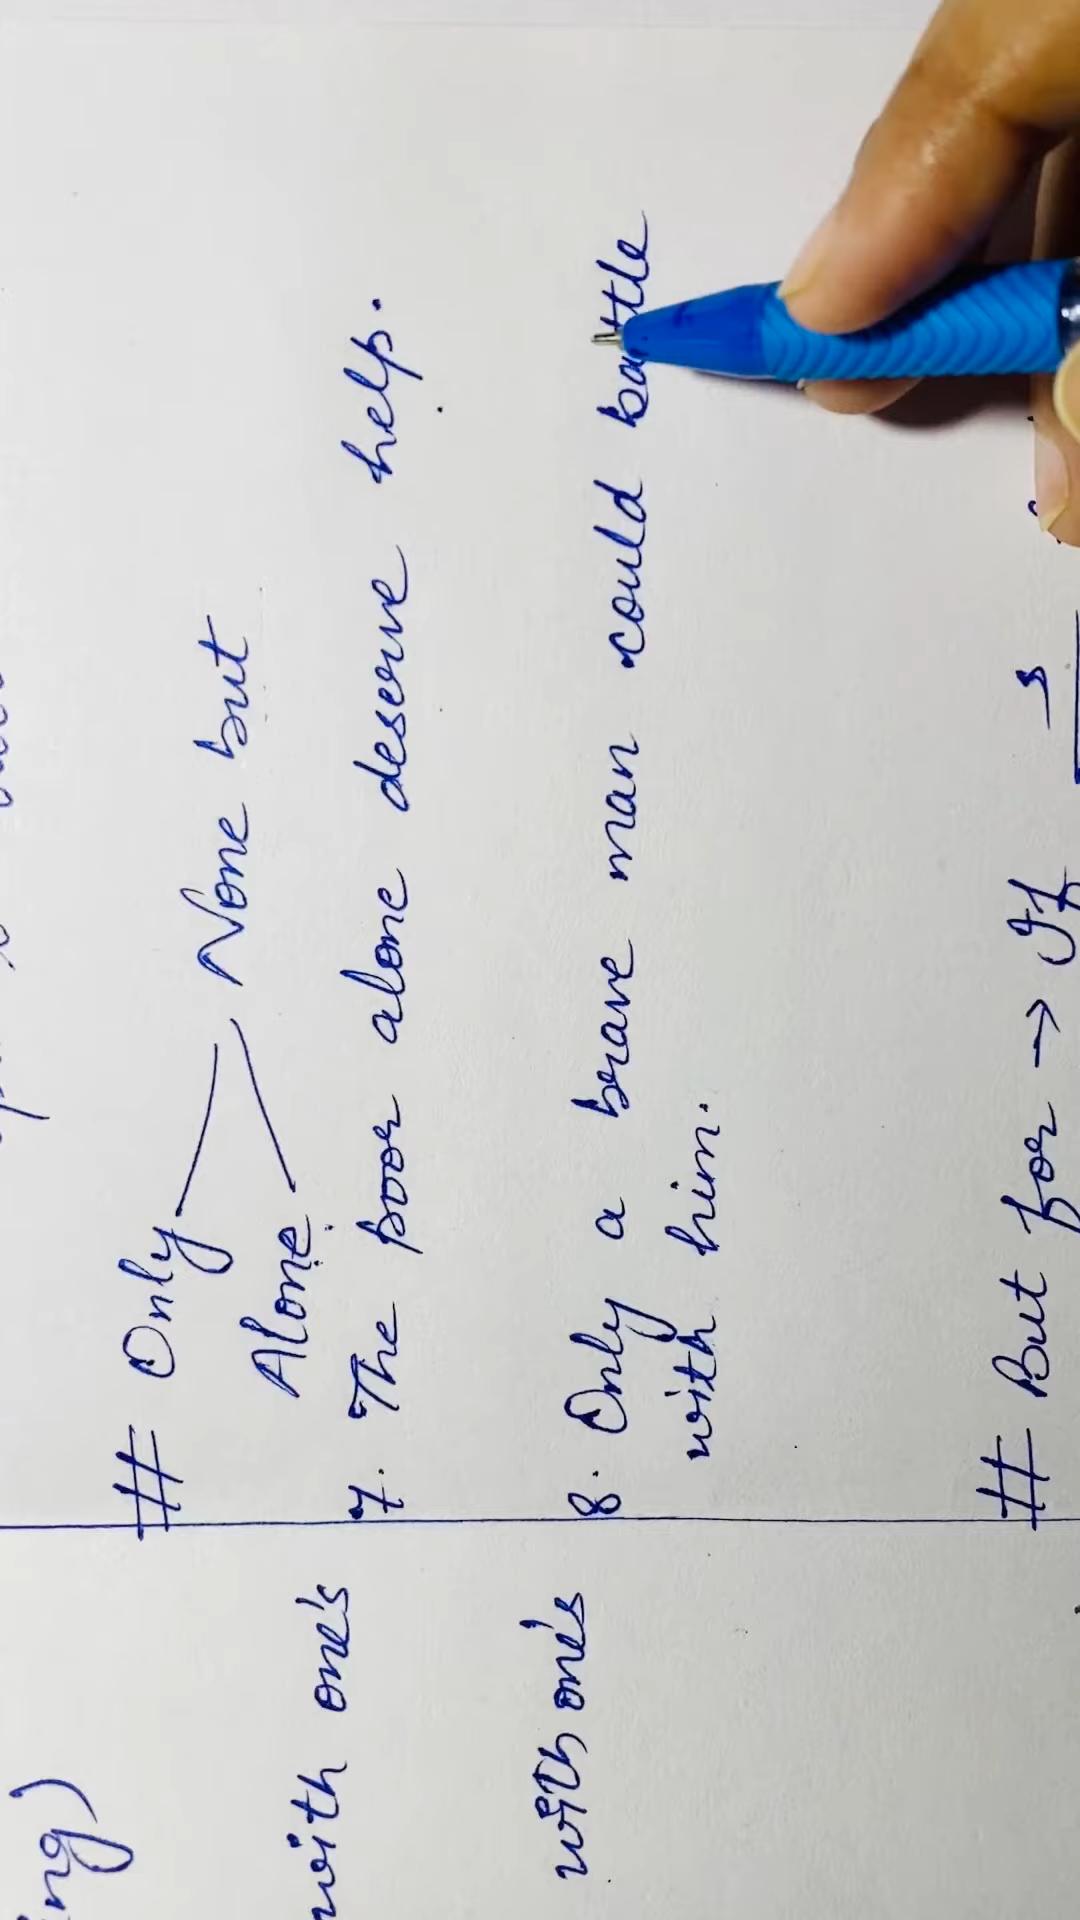 # Only None but
Alone
7. The poor alone deserve help.
8. Only a brave man could battle
with him.
# But for → If s
ing)
with one's
with one's